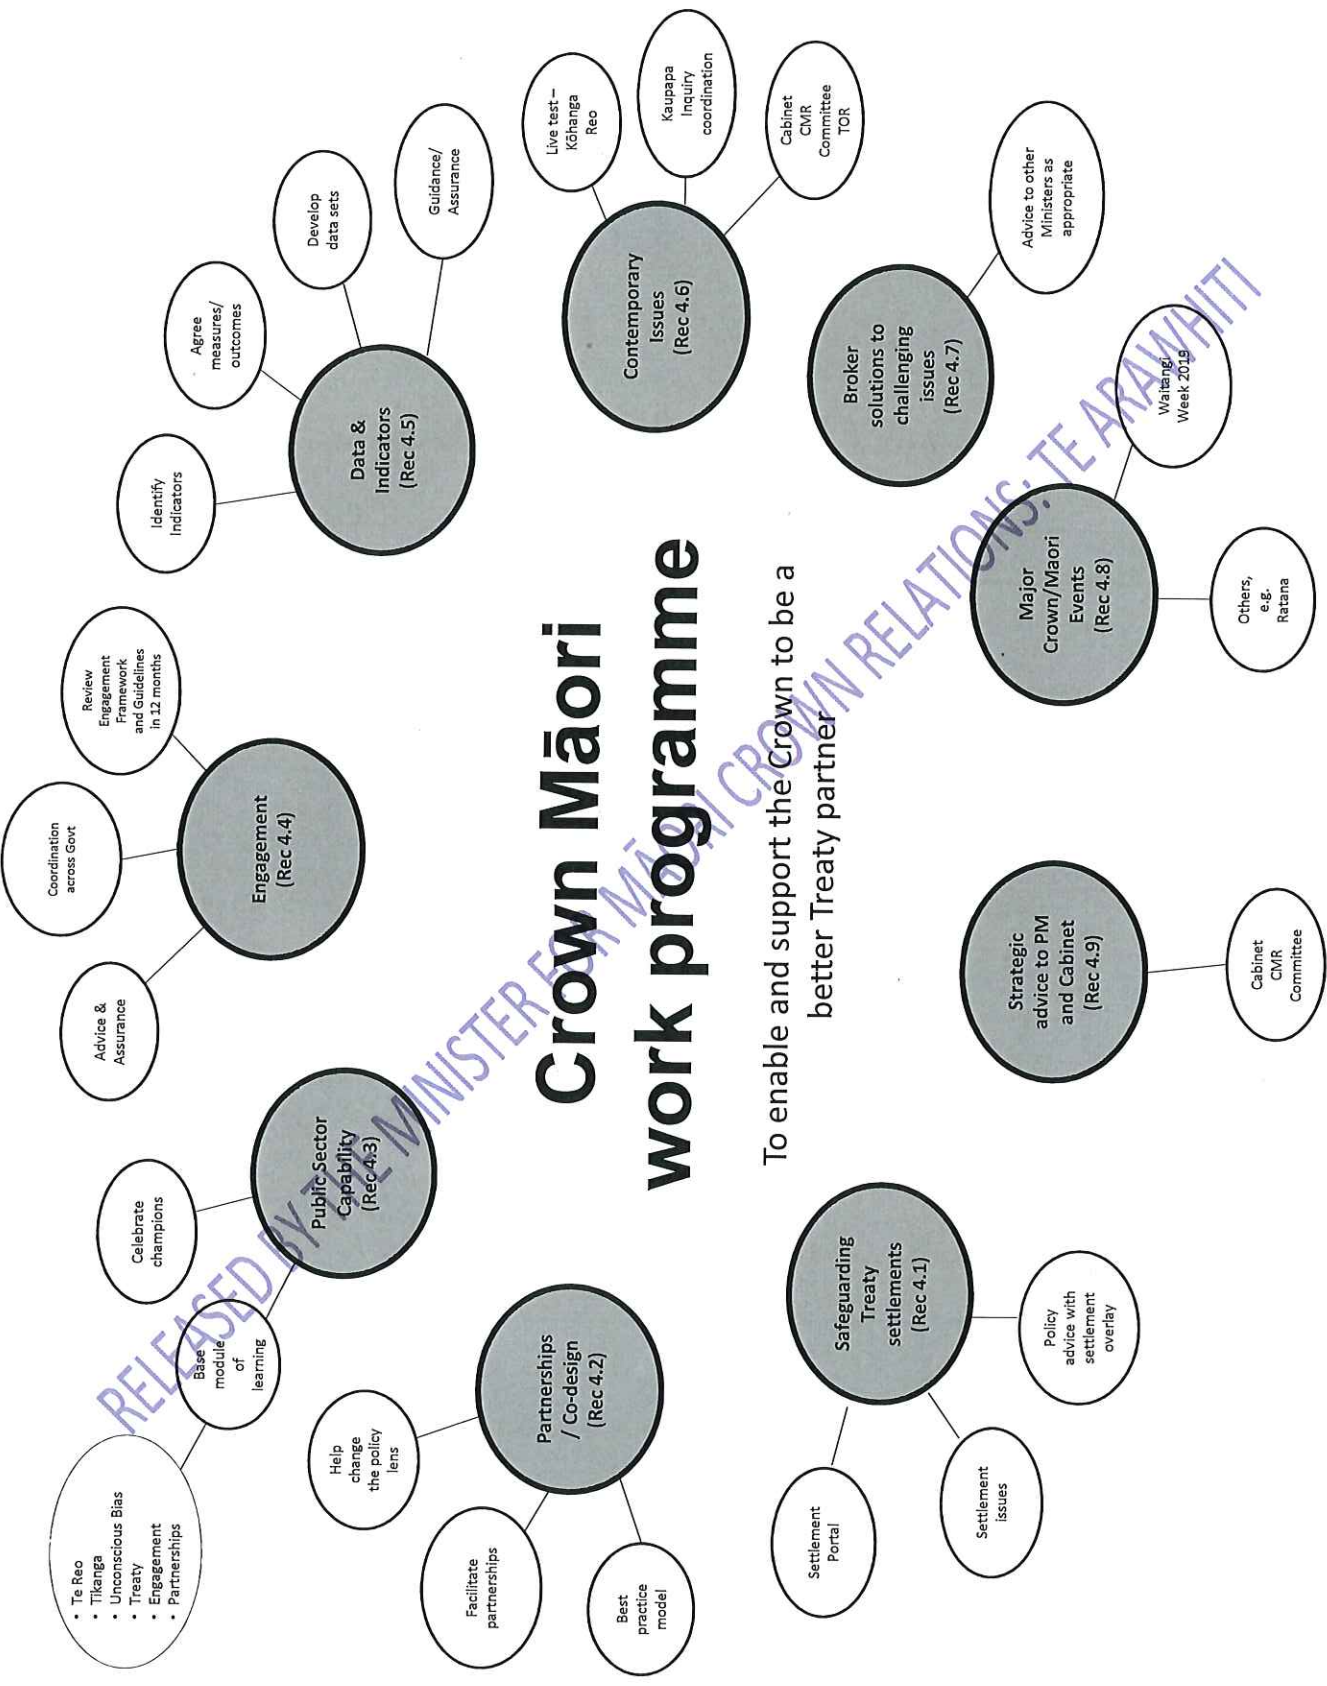 Crown Māori
work programme
To enable and support the Crown to be a
better Treaty partner
Safeguarding
Treaty
settlements
(Rec 4.1)
Settlement
Portal
Settlement
issues
Policy
advice with
settlement
overlay
Partnerships
/ Co-design
(Rec 4.2)
Help
change
the policy
lens
Facilitate
partnerships
Best
practice
model
Public Sector
Capability
(Rec 4.3)
Celebrate
champions
Base
module
of
learning
• Te Reo
• Tikanga
• Unconscious Bias
• Treaty
• Engagement
• Partnerships
Engagement
(Rec 4.4)
Advice &
Assurance
Coordination
across Govt
Review
Engagement
Framework
and Guidelines
in 12 months
Data &
Indicators
(Rec 4.5)
Identify
Indicators
Agree
measures/
outcomes
Develop
data sets
Guidance/
Assurance
Contemporary
Issues
(Rec 4.6)
Live test –
Kōhanga
Reo
Kaupapa
Inquiry
coordination
Cabinet
CMR
Committee
TOR
Broker
solutions to
challenging
issues
(Rec 4.7)
Advice to other
Ministers as
appropriate
Major
Crown/Maori
Events
(Rec 4.8)
Waitangi
Week 2019
Others,
e.g.
Ratana
Strategic
advice to PM
and Cabinet
(Rec 4.9)
Cabinet
CMR
Committee
RELEASED BY THE MINISTER FOR MĀORI CROWN RELATIONS: TE ARAWHITI